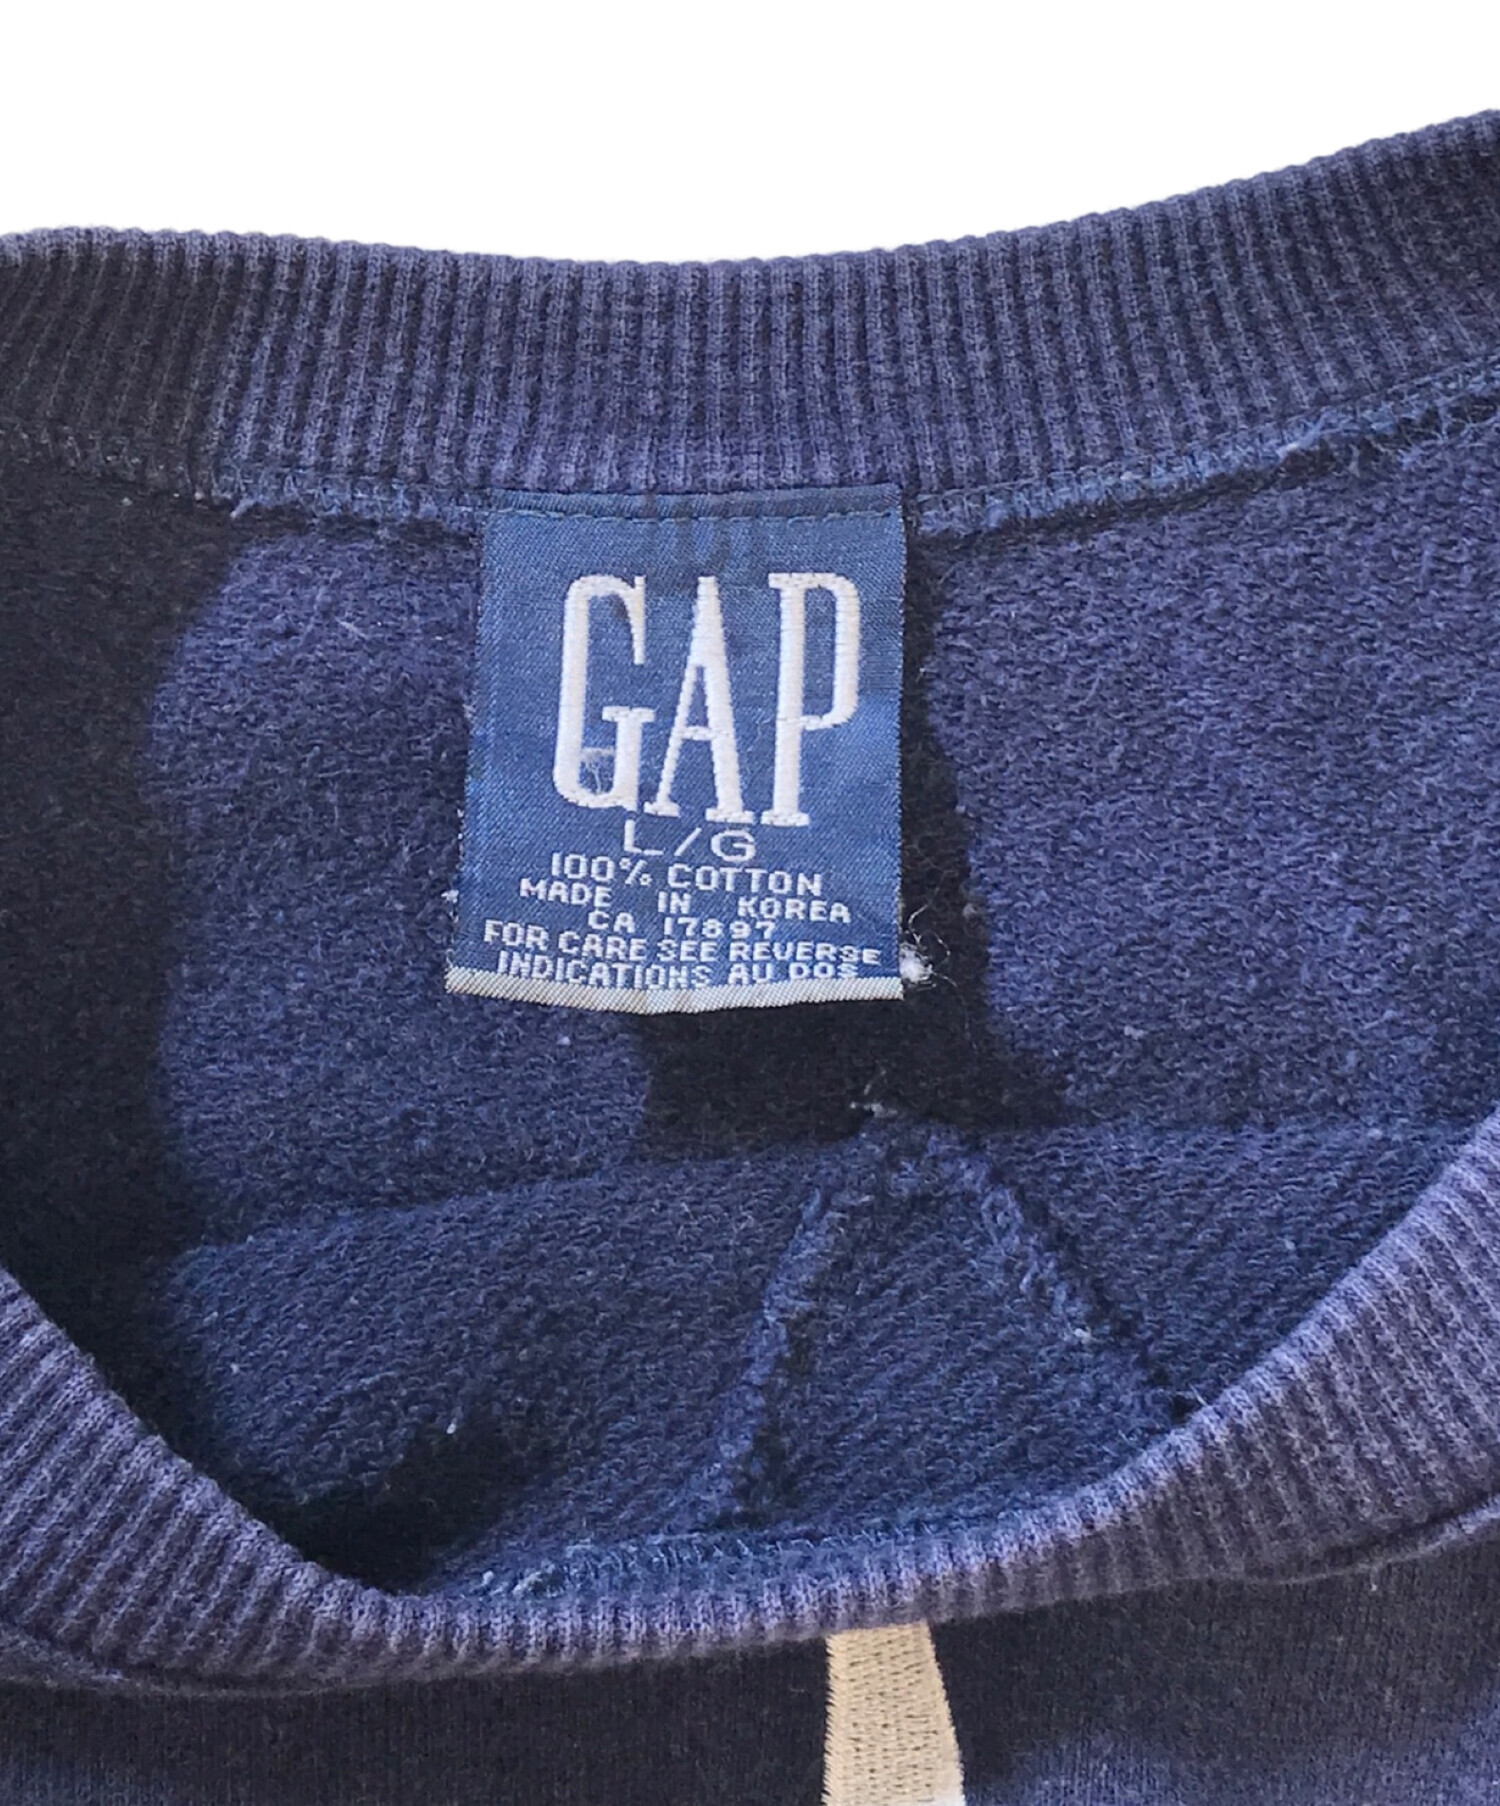 GAP
L/G
100% COTTON
MADE IN KOREA
CA 17897
FOR CARE SEE REVERSE
INDICATIONS AU DOS